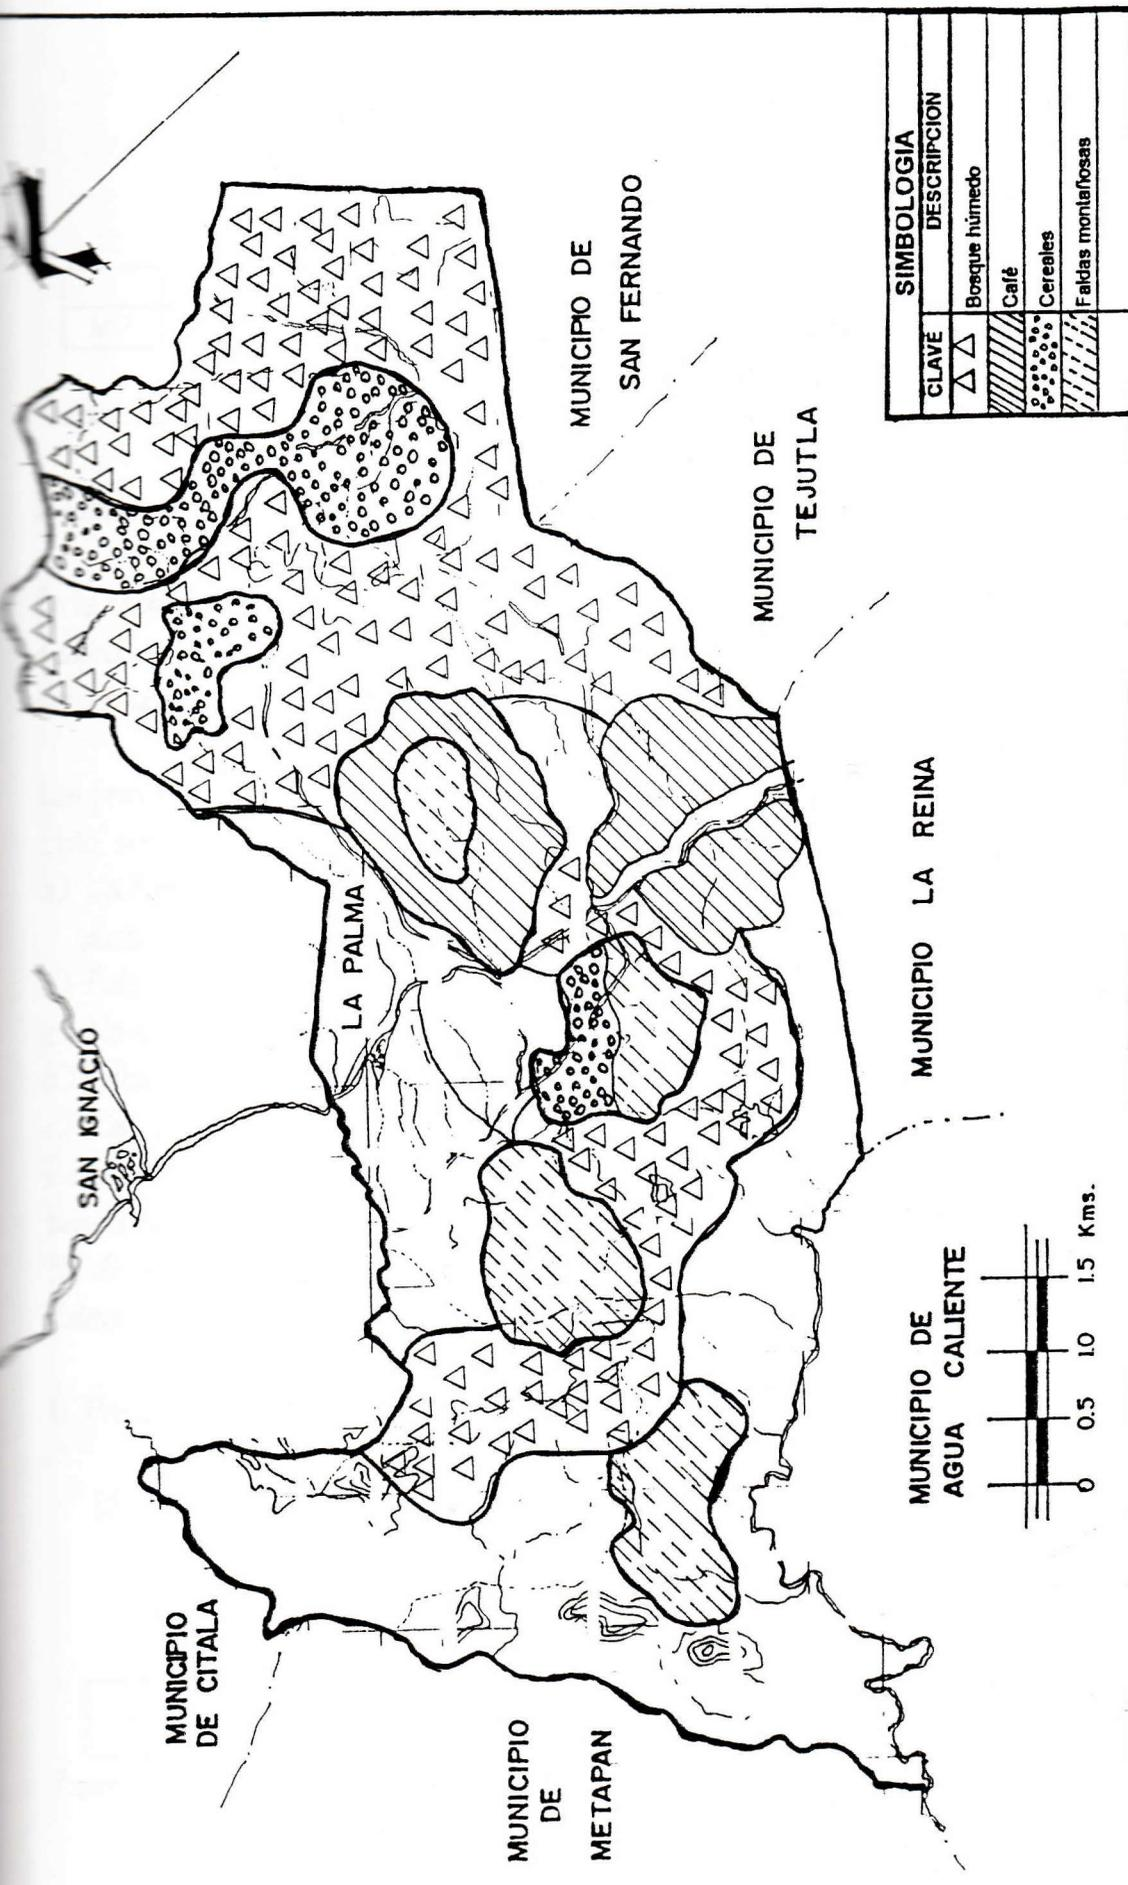 SAN IGNACIO
LA PALMA
MUNICIPIO
DE CITALA
MUNICIPIO
DE
METAPAN
MUNICIPIO DE
SAN FERNANDO
MUNICIPIO DE
TEJUTLA
MUNICIPIO LA REINA
MUNICIPIO DE
AGUA CALIENTE
0 0.5 1.0 1.5 Kms.
SIMBOLOGIA
CLAVE DESCRIPCION
Bosque húmedo
Café
Cereales
Faldas montañosas